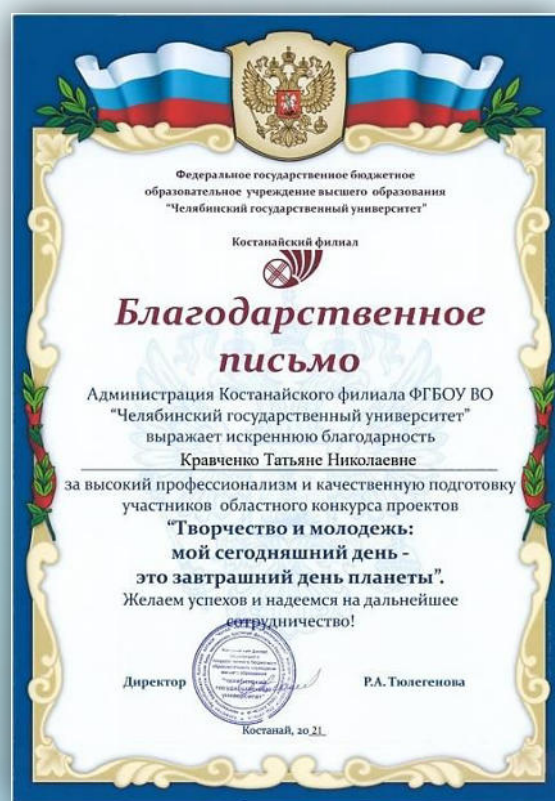 Федеральное государственное бюджетное
образовательное учреждение высшего образования
"Челябинский государственный университет"
Костанайский филиал
Благодарственное
письмо
Администрация Костанайского филиала ФГБОУ ВО
"Челябинский государственный университет"
выражает искреннюю благодарность
Кравченко Татьяне Николаевне
за высокий профессионализм и качественную подготовку
участников областного конкурса проектов
"Творчество и молодежь:
мой сегодняшний день -
это завтрашний день планеты".
Желаем успехов и надеемся на дальнейшее
сотрудничество!
Директор Р.А. Тюлегенова
Костанай, 2021